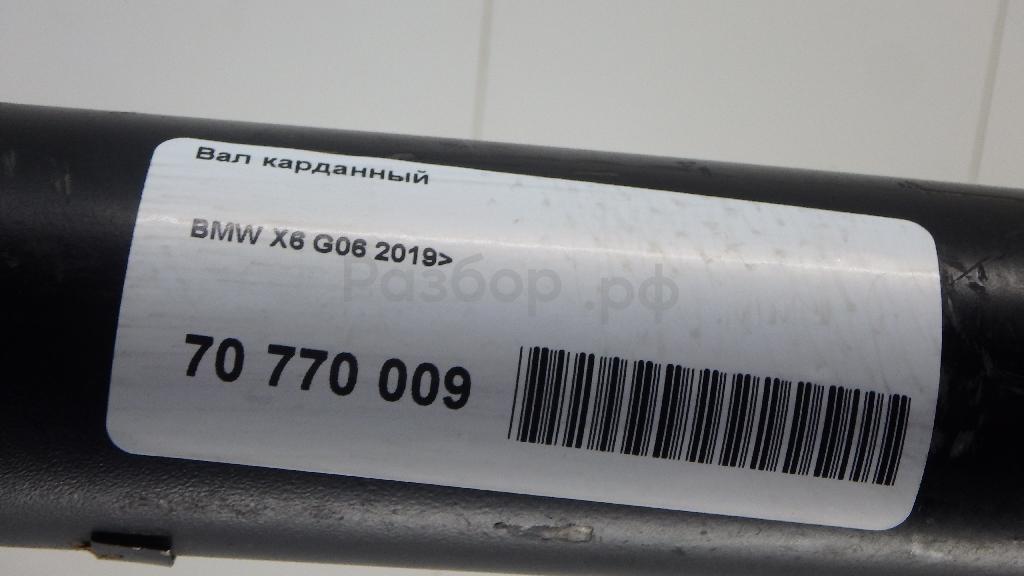 Вал карданный
BMW X6 G06 2019>
Разбор.рф
70 770 009